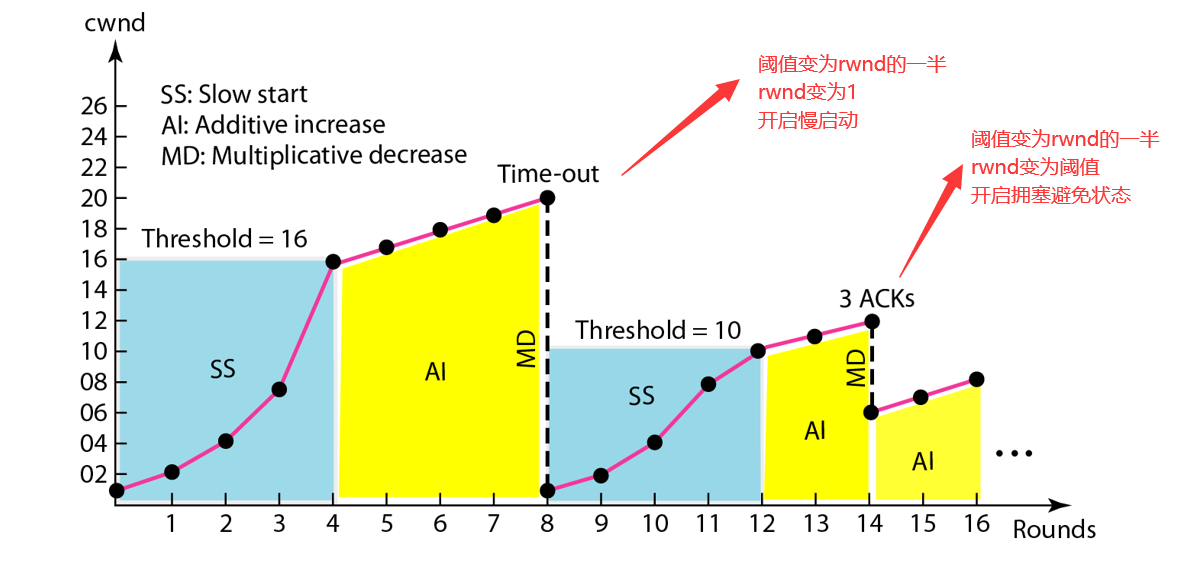 cwnd
阈值变为rwnd的一半
rwnd变为1
开启慢启动
SS: Slow start
AI: Additive increase
MD: Multiplicative decrease
阈值变为rwnd的一半
rwnd变为阈值
开启拥塞避免状态
Time-out
Threshold = 16
3 ACKs
Threshold = 10
26
24
22
20
18
16
14
12
10
08
06
04
02
SS
AI
MD
SS
AI
MD
AI
...
1 2 3 4 5 6 7 8 9 10 11 12 13 14 15 16
Rounds